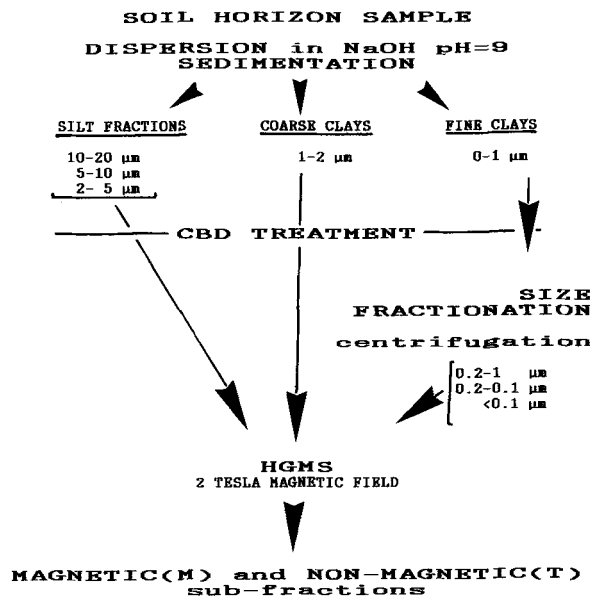 SOIL HORIZON SAMPLE
DISPERSION in NaOH pH=9
SEDIMENTATION
SILT FRACTIONS
10-20 µm
5-10 µm
2- 5 µm
COARSE CLAYS
1-2 µm
FINE CLAYS
0-1 µm
CBD TREATMENT
SIZE
FRACTIONATION
centrifugation
0.2-1 µm
0.2-0.1 µm
<0.1 µm
HGMS
2 TESLA MAGNETIC FIELD
MAGNETIC(M) and NON-MAGNETIC(T)
sub-fractions